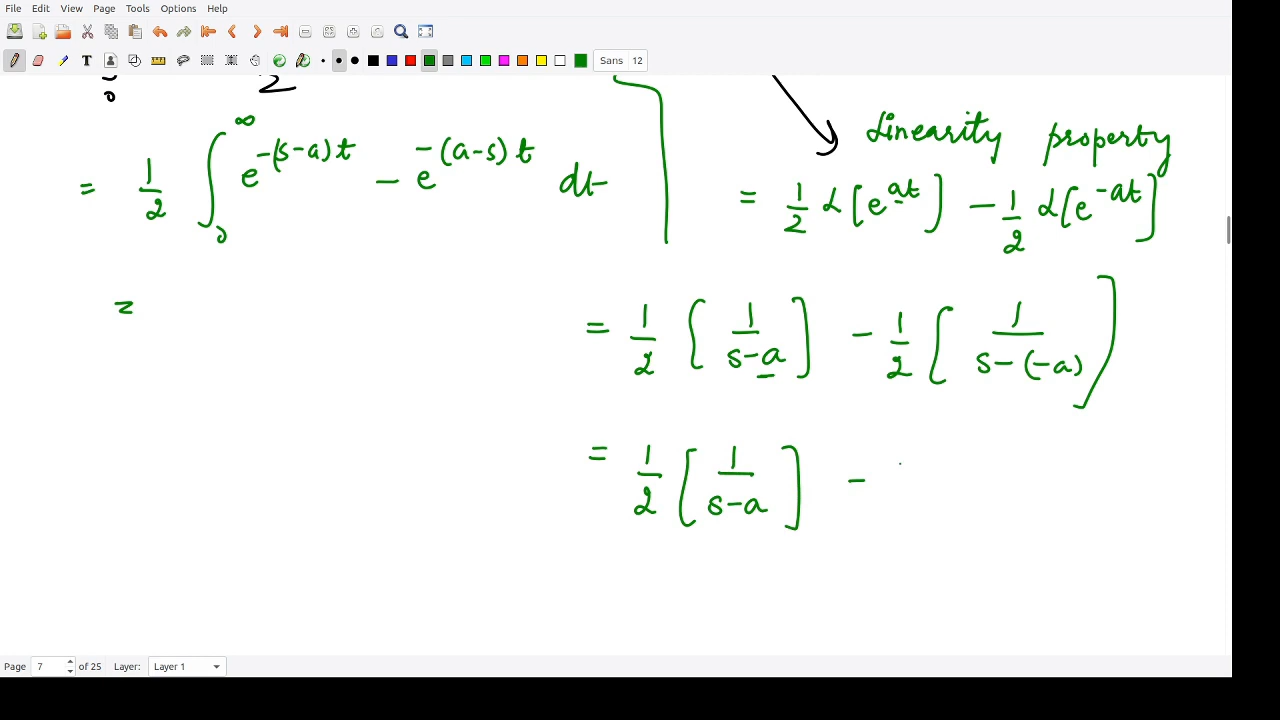 File Edit View Page Tools Options Help
T Sans 12
2
∞
= 1/2 ∫ e^-(s-a)t - e^-(a-s)t dt
0
=
Linearity property
= 1/2 L[e^at] - 1/2 L[e^-at]
= 1/2 [1/(s-a)] - 1/2 [1/(s-(-a))]
= 1/2 [1/(s-a)] -
Page 7 of 25 Layer: Layer 1